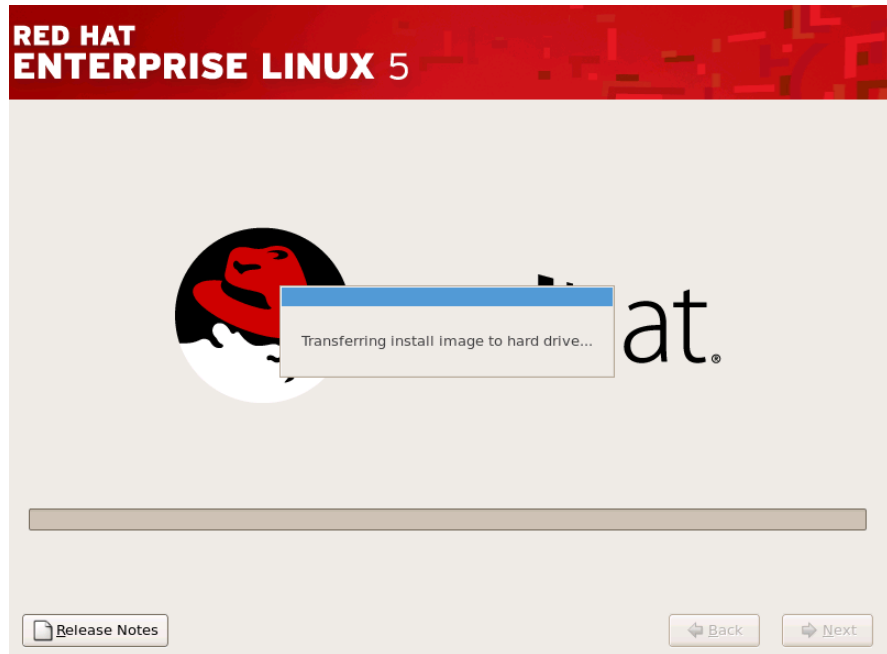 RED HAT
ENTERPRISE LINUX 5
Transferring install image to hard drive...
at.
®
Release Notes
Back
Next